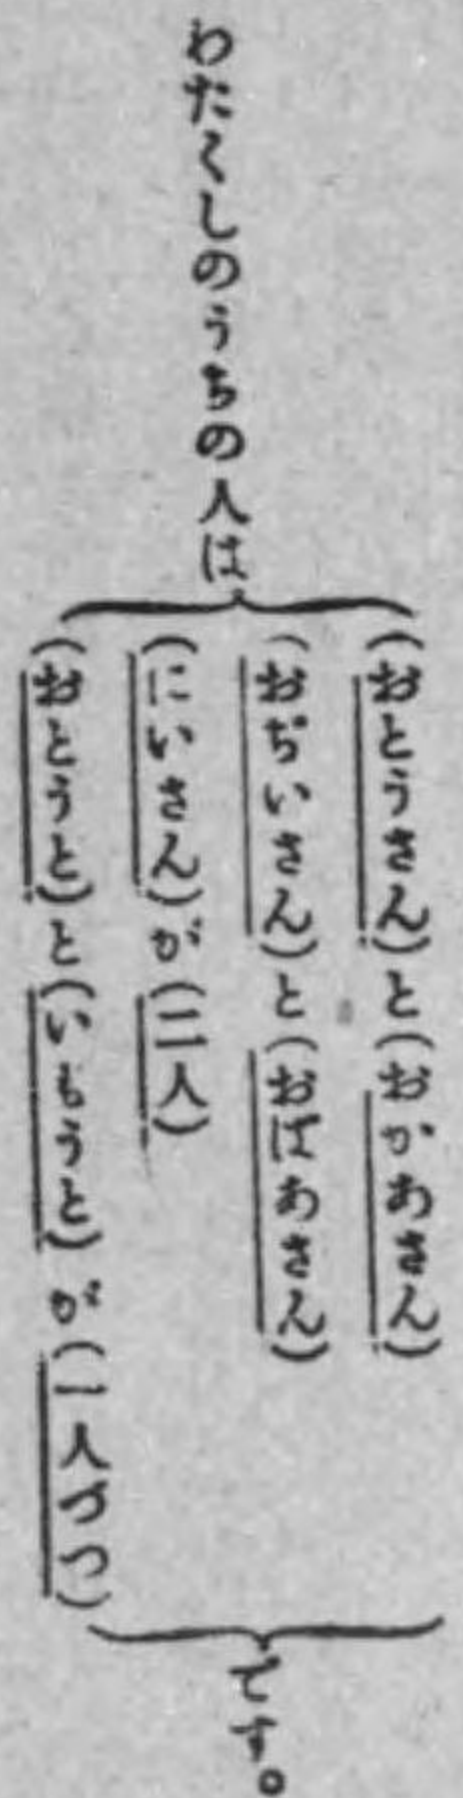 わたくしのうちの人は
(おとうさん)と(おかあさん)
(おぢいさん)と(おばあさん)
(にいさん)が(二人)
(おとうと)と(いもうと)が(一人づつ)
です。